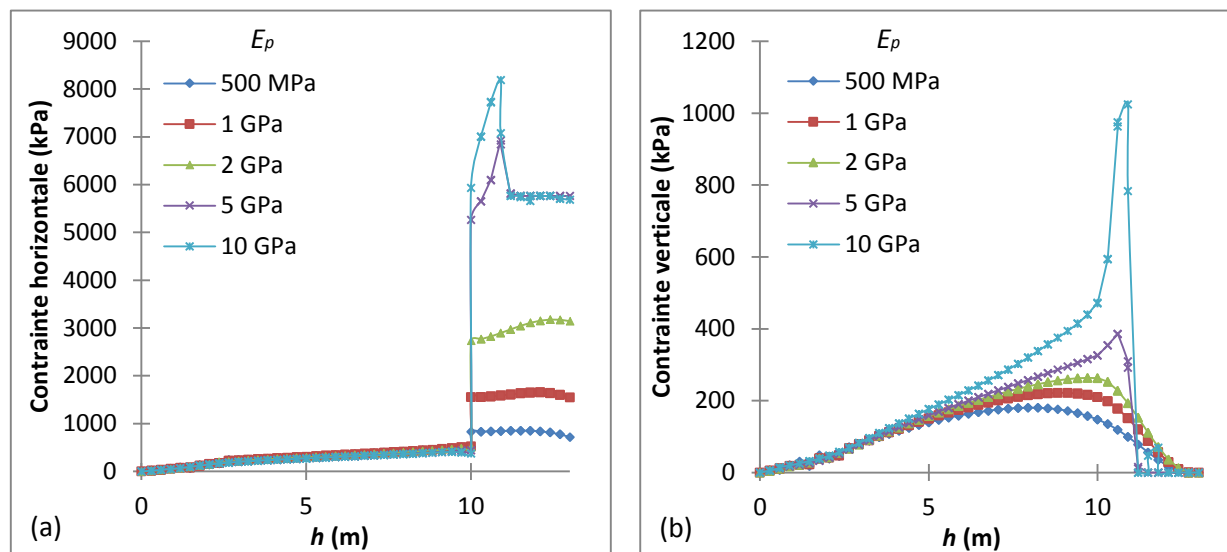 Contrainte horizontale (kPa)
9000
8000
7000
6000
5000
4000
3000
2000
1000
0
Ep
500 MPa
1 GPa
2 GPa
5 GPa
10 GPa
0
5
10
h (m)
(a)
Contrainte verticale (kPa)
1200
1000
800
600
400
200
0
Ep
500 MPa
1 GPa
2 GPa
5 GPa
10 GPa
0
5
10
h (m)
(b)